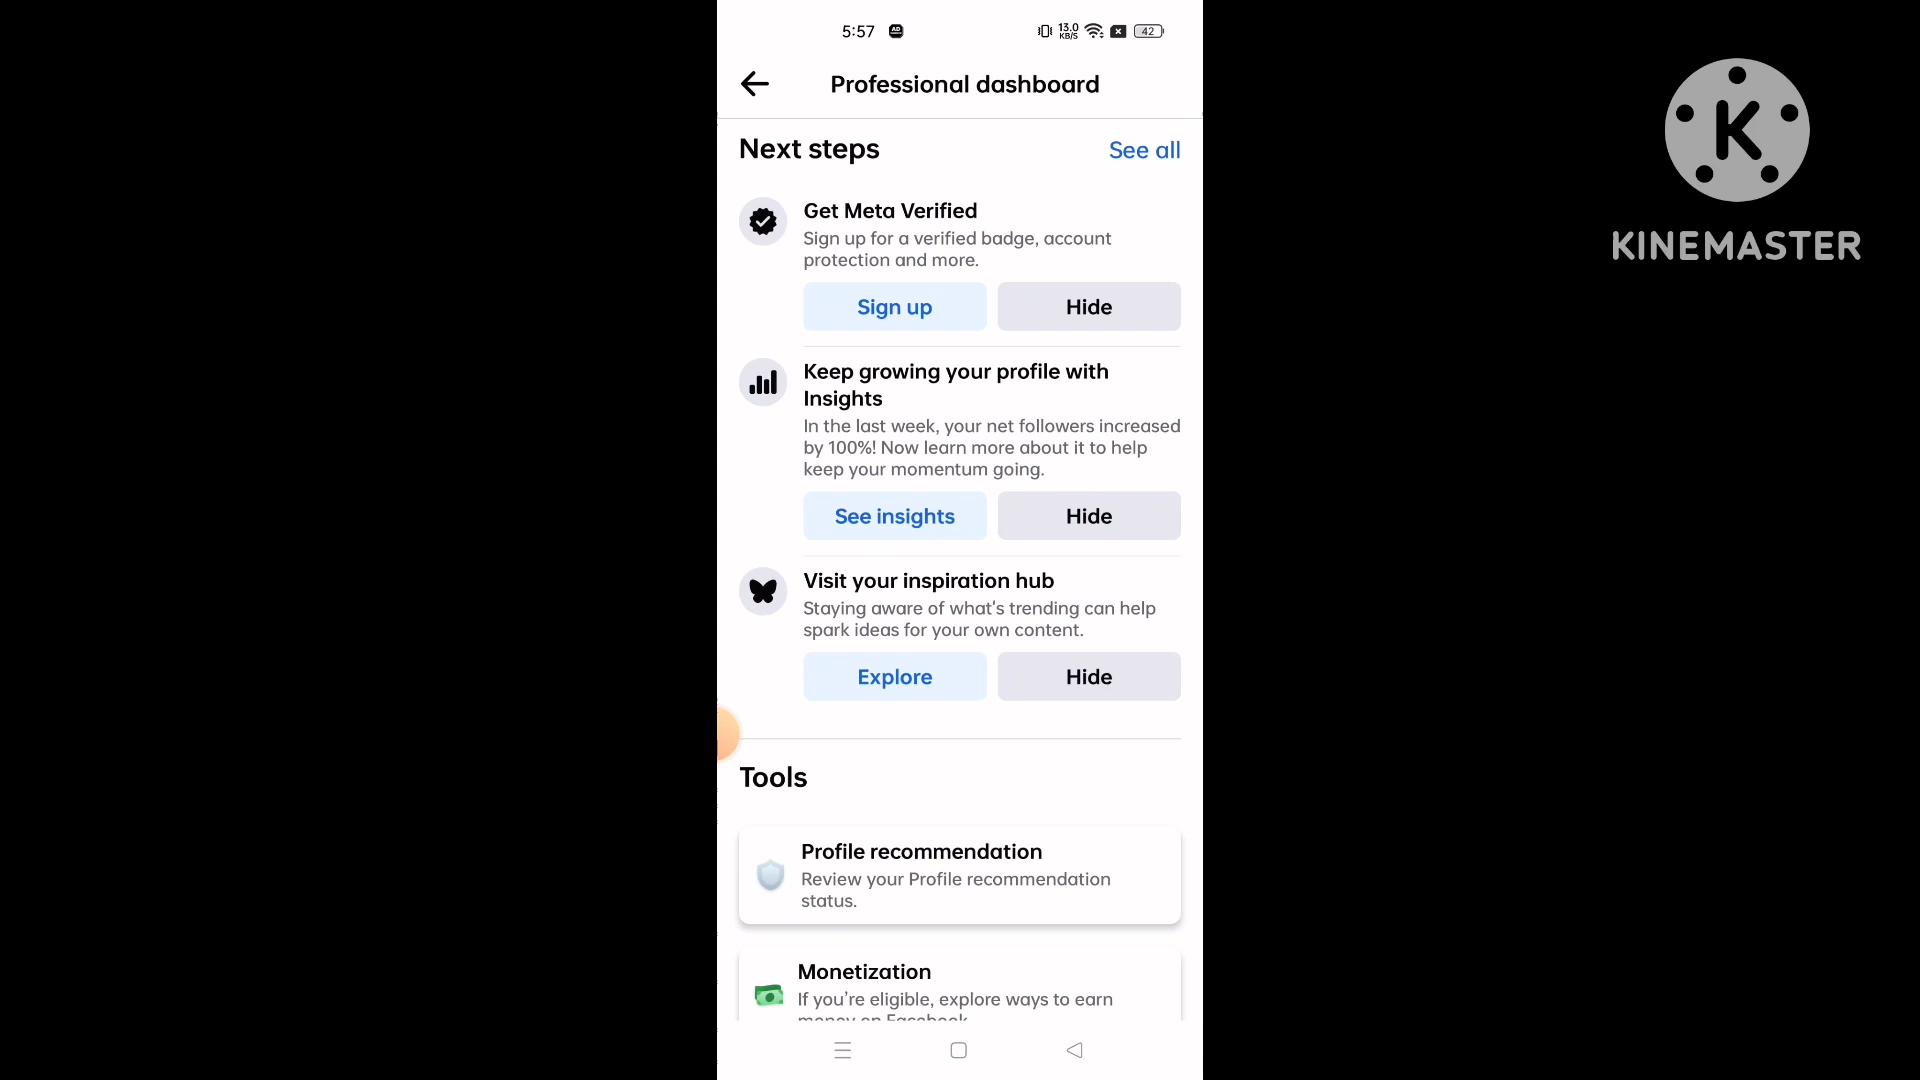 5:57
13.0
KB/S
42
Professional dashboard
Next steps
See all
Get Meta Verified
Sign up for a verified badge, account
protection and more.
Sign up
Hide
Keep growing your profile with
Insights
In the last week, your net followers increased
by 100%! Now learn more about it to help
keep your momentum going.
See insights
Hide
Visit your inspiration hub
Staying aware of what's trending can help
spark ideas for your own content.
Explore
Hide
Tools
Profile recommendation
Review your Profile recommendation
status.
Monetization
If you’re eligible, explore ways to earn
money on Facebook
K
KINEMASTER